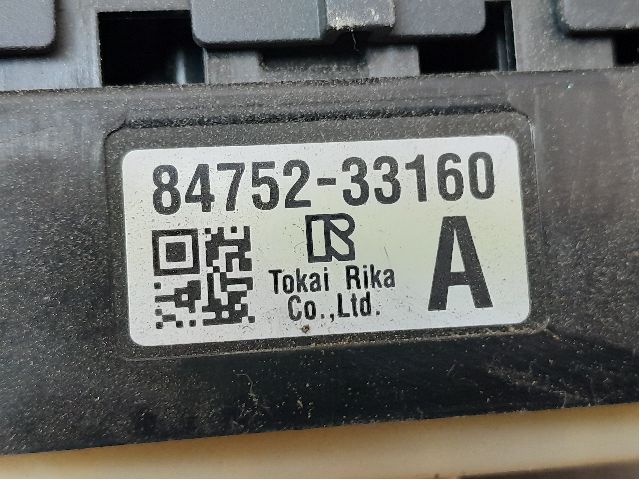 84752-33160
R
Tokai Rika
Co.,Ltd.
A